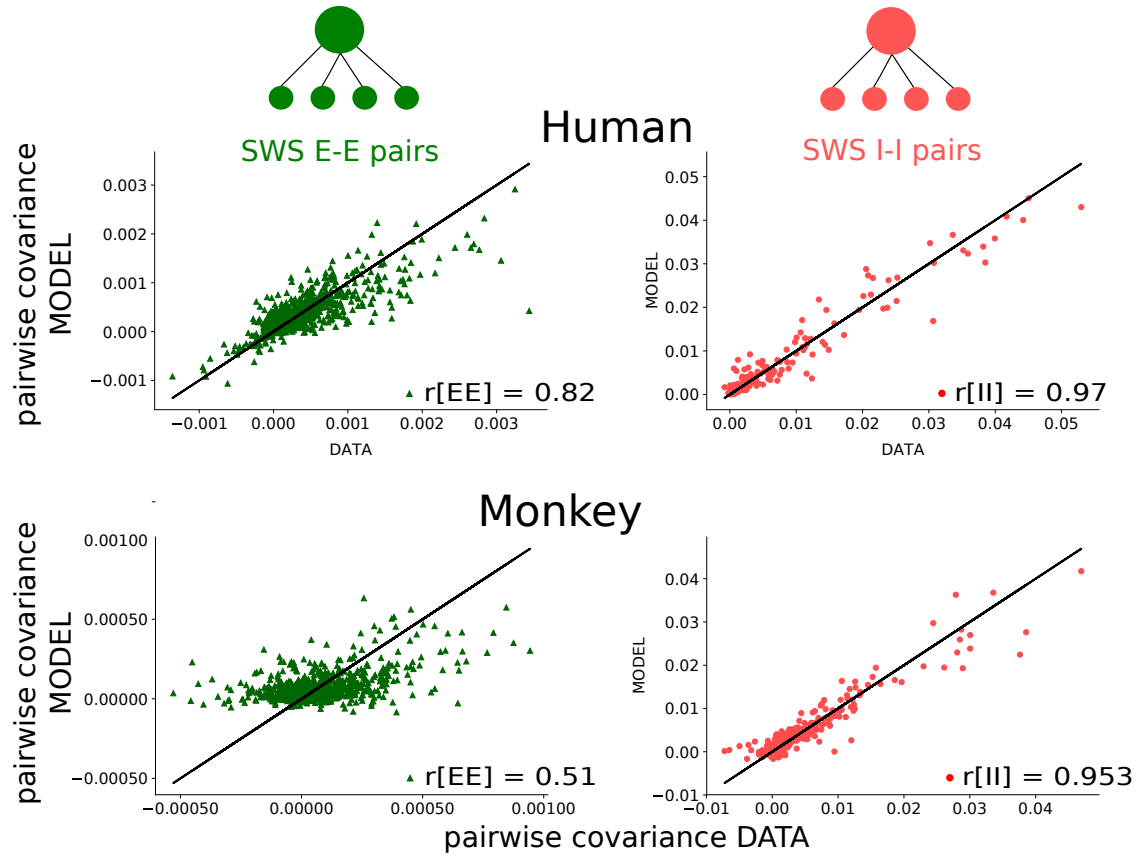 Human
SWS E-E pairs
SWS I-I pairs
pairwise covariance
MODEL
0.003
0.002
0.001
0.000
−0.001
r[EE] = 0.82
−0.001
0.000
0.001
0.002
0.003
DATA
MODEL
0.05
0.04
0.03
0.02
0.01
0.00
r[II] = 0.97
0.00
0.01
0.02
0.03
0.04
0.05
DATA
Monkey
-
pairwise covariance
MODEL
0.00100
0.00050
0.00000
−0.00050
r[EE] = 0.51
−0.00050
0.00000
0.00050
0.00100
MODEL
0.04
0.03
0.02
0.01
0.00
−0.01
r[II] = 0.953
−0.01
0.00
0.01
0.02
0.03
0.04
pairwise covariance DATA